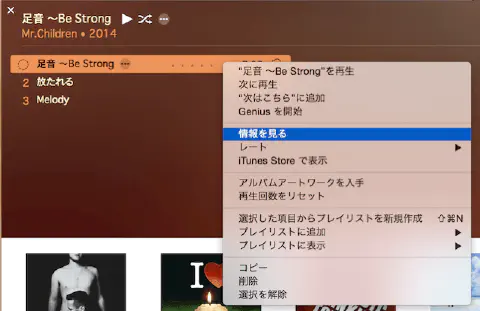 足音 〜Be Strong
Mr.Children • 2014
足音 〜Be Strong
2 放たれる
3 Melody
"足音 〜Be Strong"を再生
次に再生
"次はこちら"に追加
Genius を開始
情報を見る
レート
iTunes Store で表示
アルバムアートワークを入手
再生回数をリセット
選択した項目からプレイリストを新規作成 ⇧⌘N
プレイリストに追加
プレイリストに表示
コピー
削除
選択を解除
I